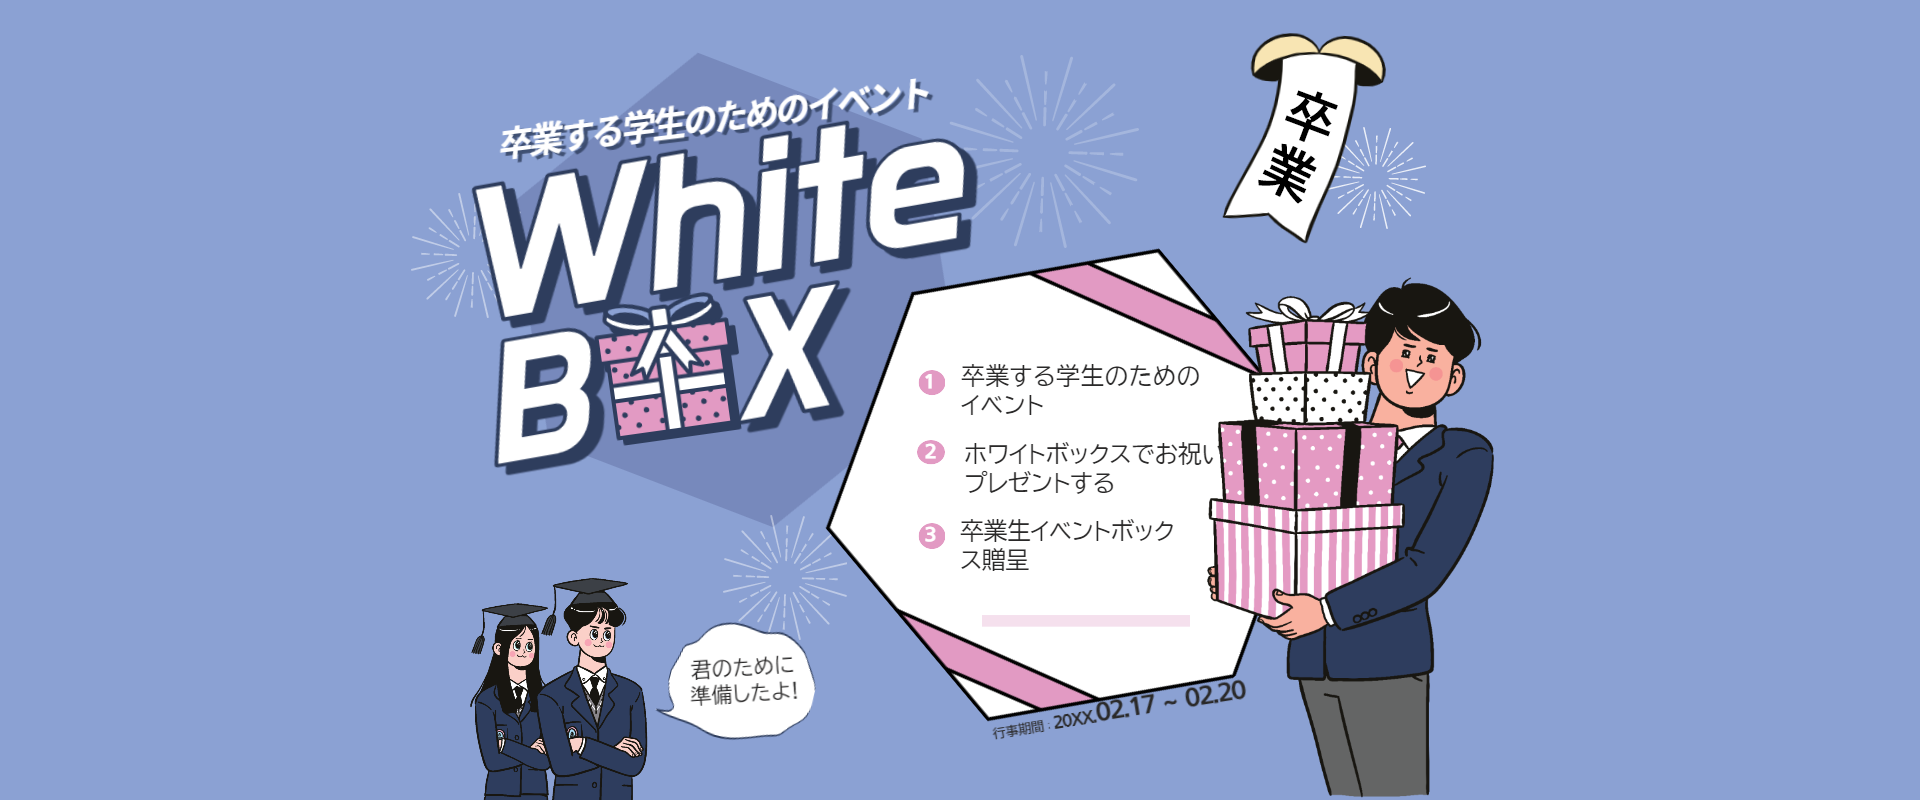 卒業する学生のためのイベント
White
BOX
卒業
1 卒業する学生のための
イベント
2 ホワイトボックスでお祝い
プレゼントする
3 卒業生イベントボック
ス贈呈
君のために
準備したよ!
行事期間 : 20XX.02.17 ~ 02.20